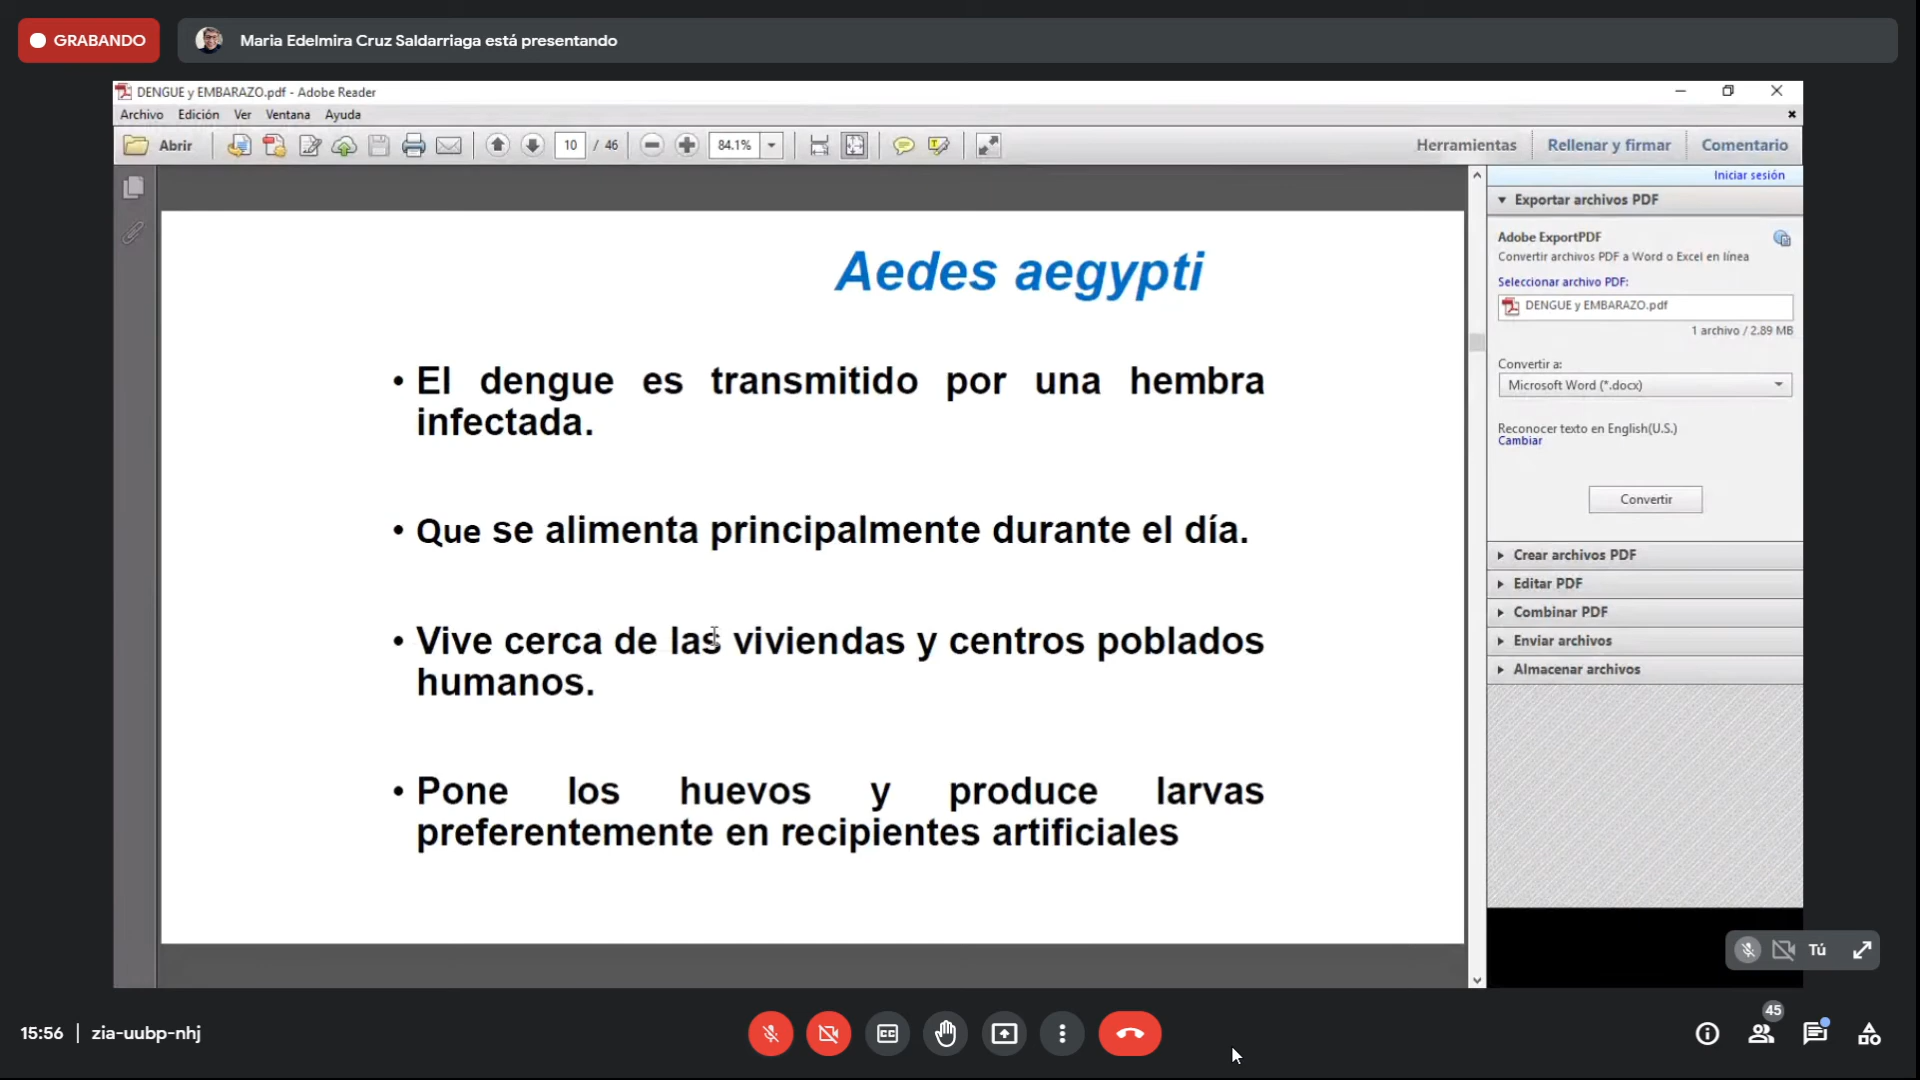 GRABANDO
Maria Edelmira Cruz Saldarriaga está presentando
DENGUE y EMBARAZO.pdf - Adobe Reader
Archivo Edición Ver Ventana Ayuda
Abrir 10 / 46 84.1% Herramientas Rellenar y firmar Comentario
Iniciar sesión
Exportar archivos PDF
Adobe ExportPDF
Convertir archivos PDF a Word o Excel en línea
Seleccionar archivo PDF:
DENGUE y EMBARAZO.pdf
1 archivo / 2.89 MB
Convertir a:
Microsoft Word (*.docx)
Reconocer texto en English(U.S.)
Cambiar
Convertir
Crear archivos PDF
Editar PDF
Combinar PDF
Enviar archivos
Almacenar archivos
Aedes aegypti
• El dengue es transmitido por una hembra
infectada.
• Que se alimenta principalmente durante el día.
• Vive cerca de las viviendas y centros poblados
humanos.
• Pone los huevos y produce larvas
preferentemente en recipientes artificiales
Tú
15:56 | zia-uubp-nhj
CC
45